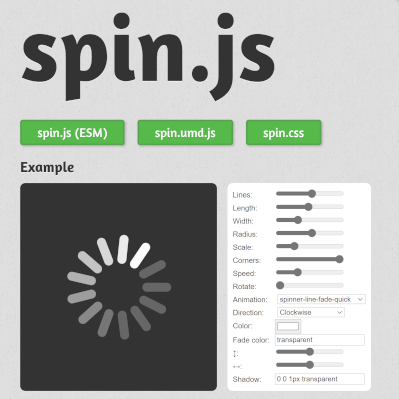 spin.js
spin.js (ESM) spin.umd.js spin.css
Example
Lines:
Length:
Width:
Radius:
Scale:
Corners:
Speed:
Rotate:
Animation: spinner-line-fade-quick
Direction: Clockwise
Color:
Fade color: transparent
↕:
↔:
Shadow: 0 0 1px transparent